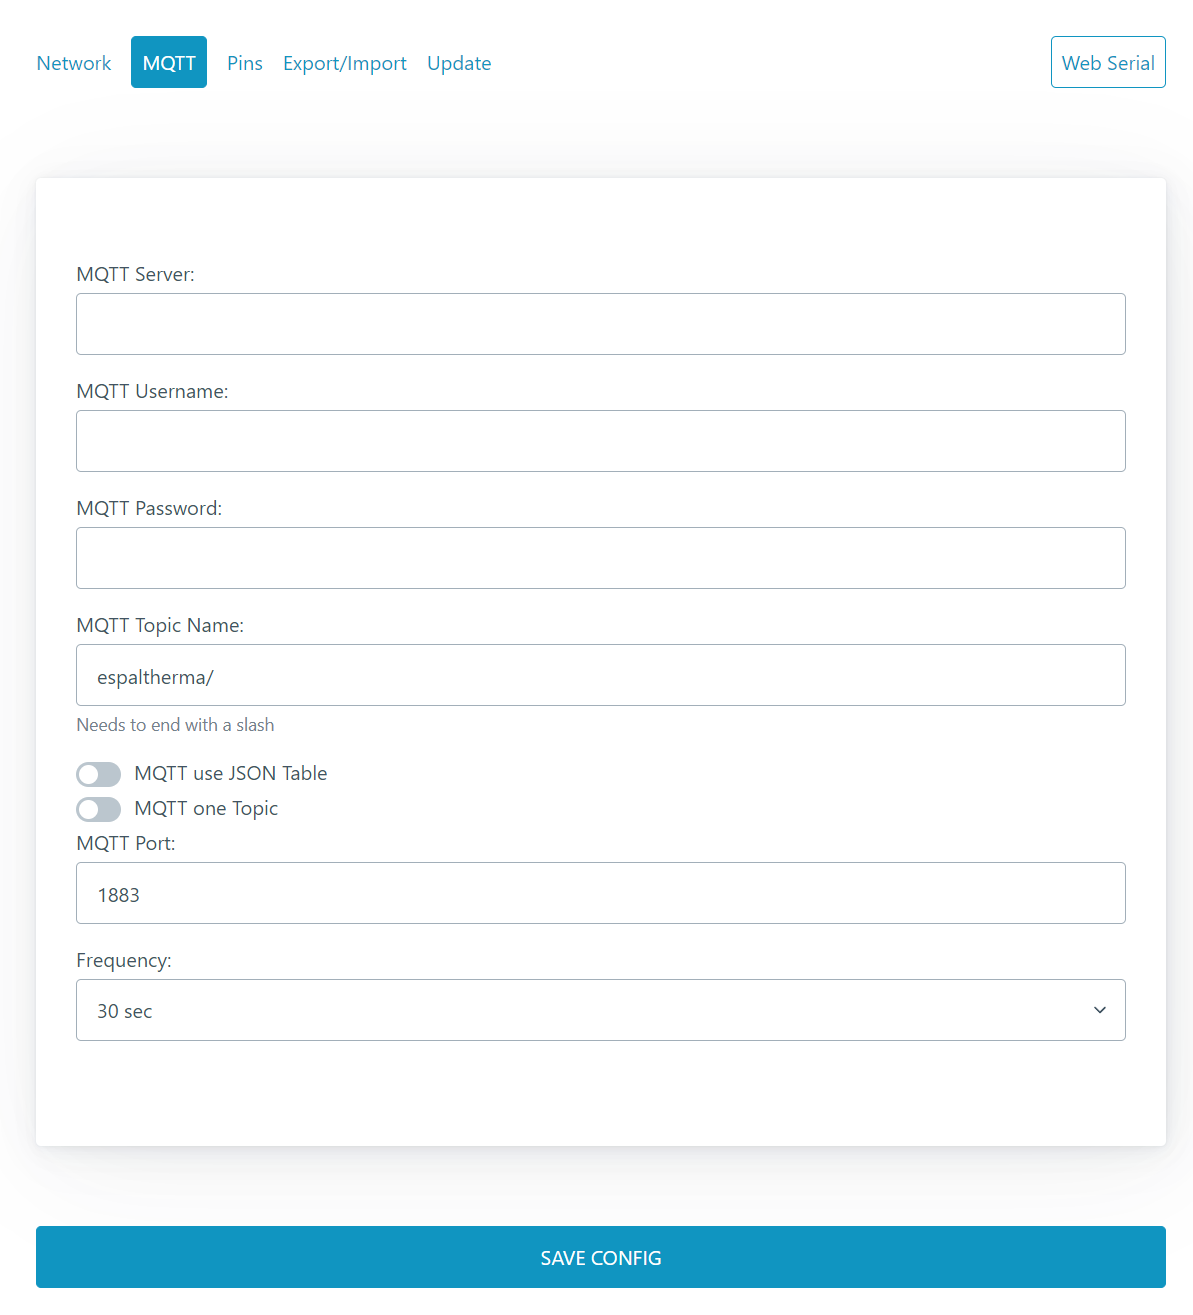 Network MQTT Pins Export/Import Update Web Serial
MQTT Server:
MQTT Username:
MQTT Password:
MQTT Topic Name:
espaltherma/
Needs to end with a slash
MQTT use JSON Table
MQTT one Topic
MQTT Port:
1883
Frequency:
30 sec
SAVE CONFIG